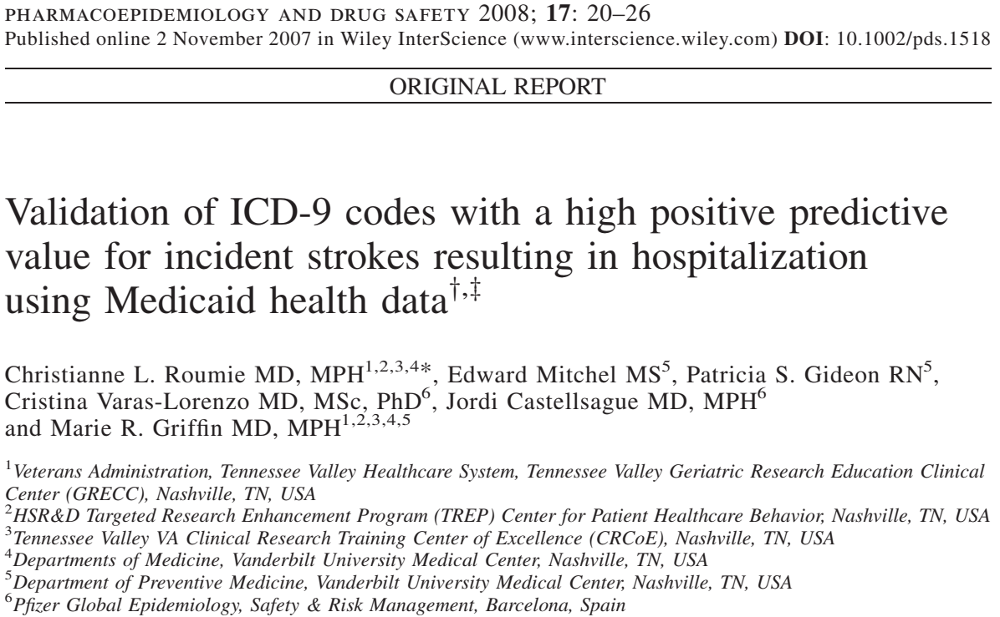 PHARMACOEPIDEMIOLOGY AND DRUG SAFETY 2008; 17: 20–26
Published online 2 November 2007 in Wiley InterScience (www.interscience.wiley.com) DOI: 10.1002/pds.1518
ORIGINAL REPORT
Validation of ICD-9 codes with a high positive predictive
value for incident strokes resulting in hospitalization
using Medicaid health data†,‡
Christianne L. Roumie MD, MPH1,2,3,4*, Edward Mitchel MS5, Patricia S. Gideon RN5,
Cristina Varas-Lorenzo MD, MSc, PhD6, Jordi Castellsague MD, MPH6
and Marie R. Griffin MD, MPH1,2,3,4,5
1Veterans Administration, Tennessee Valley Healthcare System, Tennessee Valley Geriatric Research Education Clinical
Center (GRECC), Nashville, TN, USA
2HSR&D Targeted Research Enhancement Program (TREP) Center for Patient Healthcare Behavior, Nashville, TN, USA
3Tennessee Valley VA Clinical Research Training Center of Excellence (CRCoE), Nashville, TN, USA
4Departments of Medicine, Vanderbilt University Medical Center, Nashville, TN, USA
5Department of Preventive Medicine, Vanderbilt University Medical Center, Nashville, TN, USA
6Pfizer Global Epidemiology, Safety & Risk Management, Barcelona, Spain